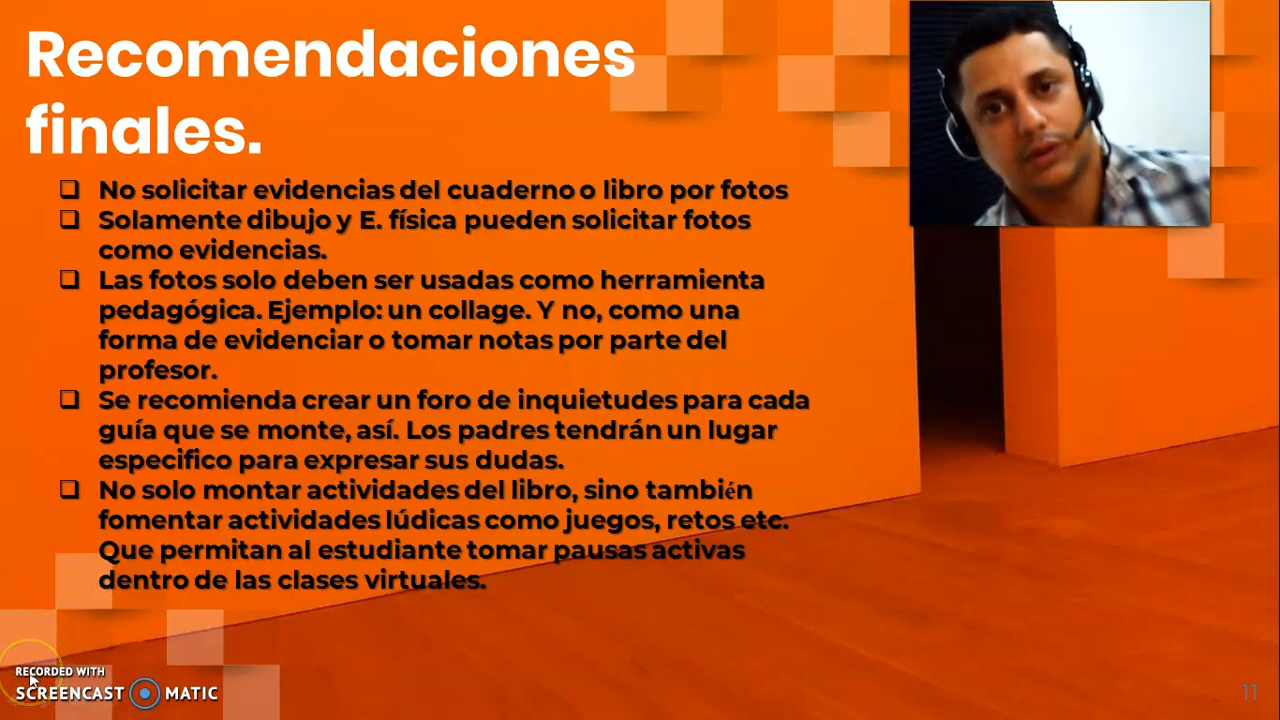 Recomendaciones
finales.
❑ No solicitar evidencias del cuaderno o libro por fotos
❑ Solamente dibujo y E. física pueden solicitar fotos
como evidencias.
❑ Las fotos solo deben ser usadas como herramienta
pedagógica. Ejemplo: un collage. Y no, como una
forma de evidenciar o tomar notas por parte del
profesor.
❑ Se recomienda crear un foro de inquietudes para cada
guía que se monte, así. Los padres tendrán un lugar
especifico para expresar sus dudas.
❑ No solo montar actividades del libro, sino también
fomentar actividades lúdicas como juegos, retos etc.
Que permitan al estudiante tomar pausas activas
dentro de las clases virtuales.
RECORDED WITH
SCREENCAST MATIC
11